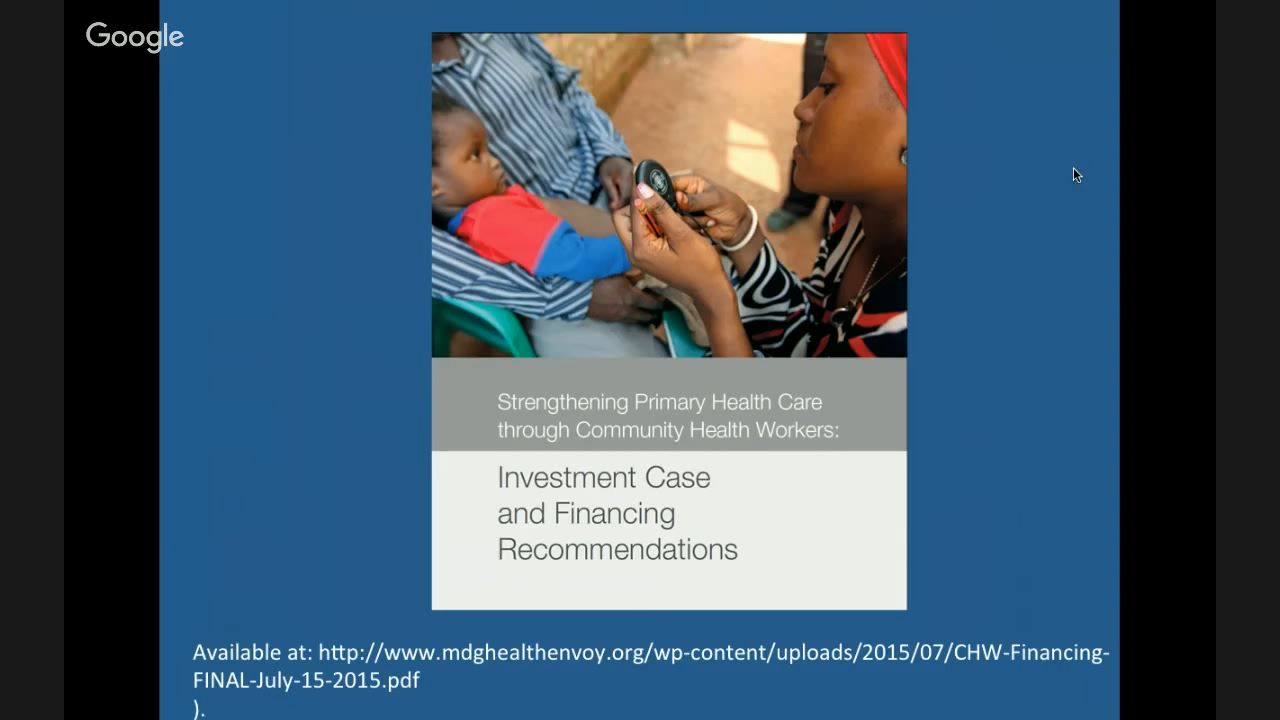 Google
Strengthening Primary Health Care
through Community Health Workers:
Investment Case
and Financing
Recommendations
Available at: http://www.mdghealthenvoy.org/wp-content/uploads/2015/07/CHW-Financing-
FINAL-July-15-2015.pdf
).